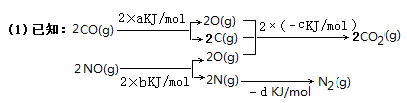 (1) 已知: 2CO(g) 2×aKJ/mol 2O(g) 2C(g) 2×(-cKJ/mol) 2CO₂(g)
2NO(g) 2×bKJ/mol 2O(g) 2N(g) -dKJ/mol N₂(g)